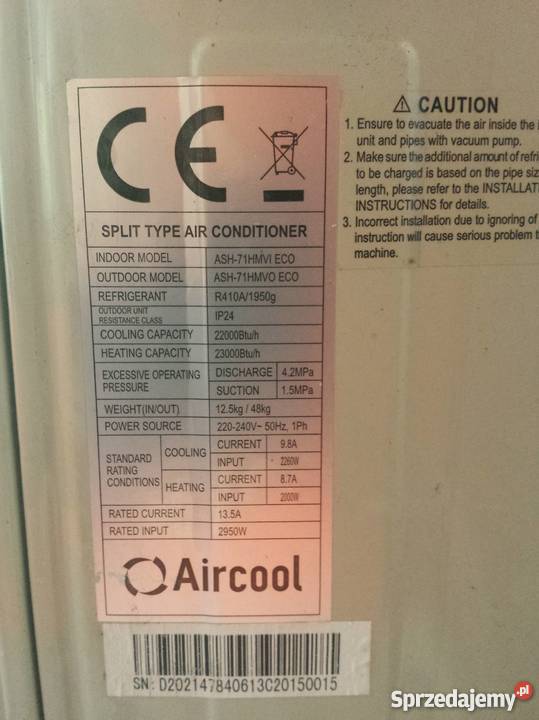 CE
SPLIT TYPE AIR CONDITIONER
INDOOR MODEL ASH-71HMVI ECO
OUTDOOR MODEL ASH-71HMVO ECO
REFRIGERANT R410A/1950g
OUTDOOR UNIT
RESISTANCE CLASS IP24
COOLING CAPACITY 22000Btu/h
HEATING CAPACITY 23000Btu/h
EXCESSIVE OPERATING
PRESSURE
DISCHARGE 4.2MPa
SUCTION 1.5MPa
WEIGHT(IN/OUT) 12.5kg / 48kg
POWER SOURCE 220-240V~ 50Hz, 1Ph
STANDARD
RATING
CONDITIONS
COOLING
CURRENT 9.8A
INPUT 2260W
HEATING
CURRENT 8.7A
INPUT 2000W
RATED CURRENT 13.5A
RATED INPUT 2950W
Aircool
SN: D202147840613C20150015
⚠ CAUTION
1. Ensure to evacuate the air inside the
unit and pipes with vacuum pump.
2. Make sure the additional amount of refri
to be charged is based on the pipe siz
length, please refer to the INSTALLAT
INSTRUCTIONS for details.
3. Incorrect installation due to ignoring of
instruction will cause serious problem t
machine.
Sprzedajemy.pl